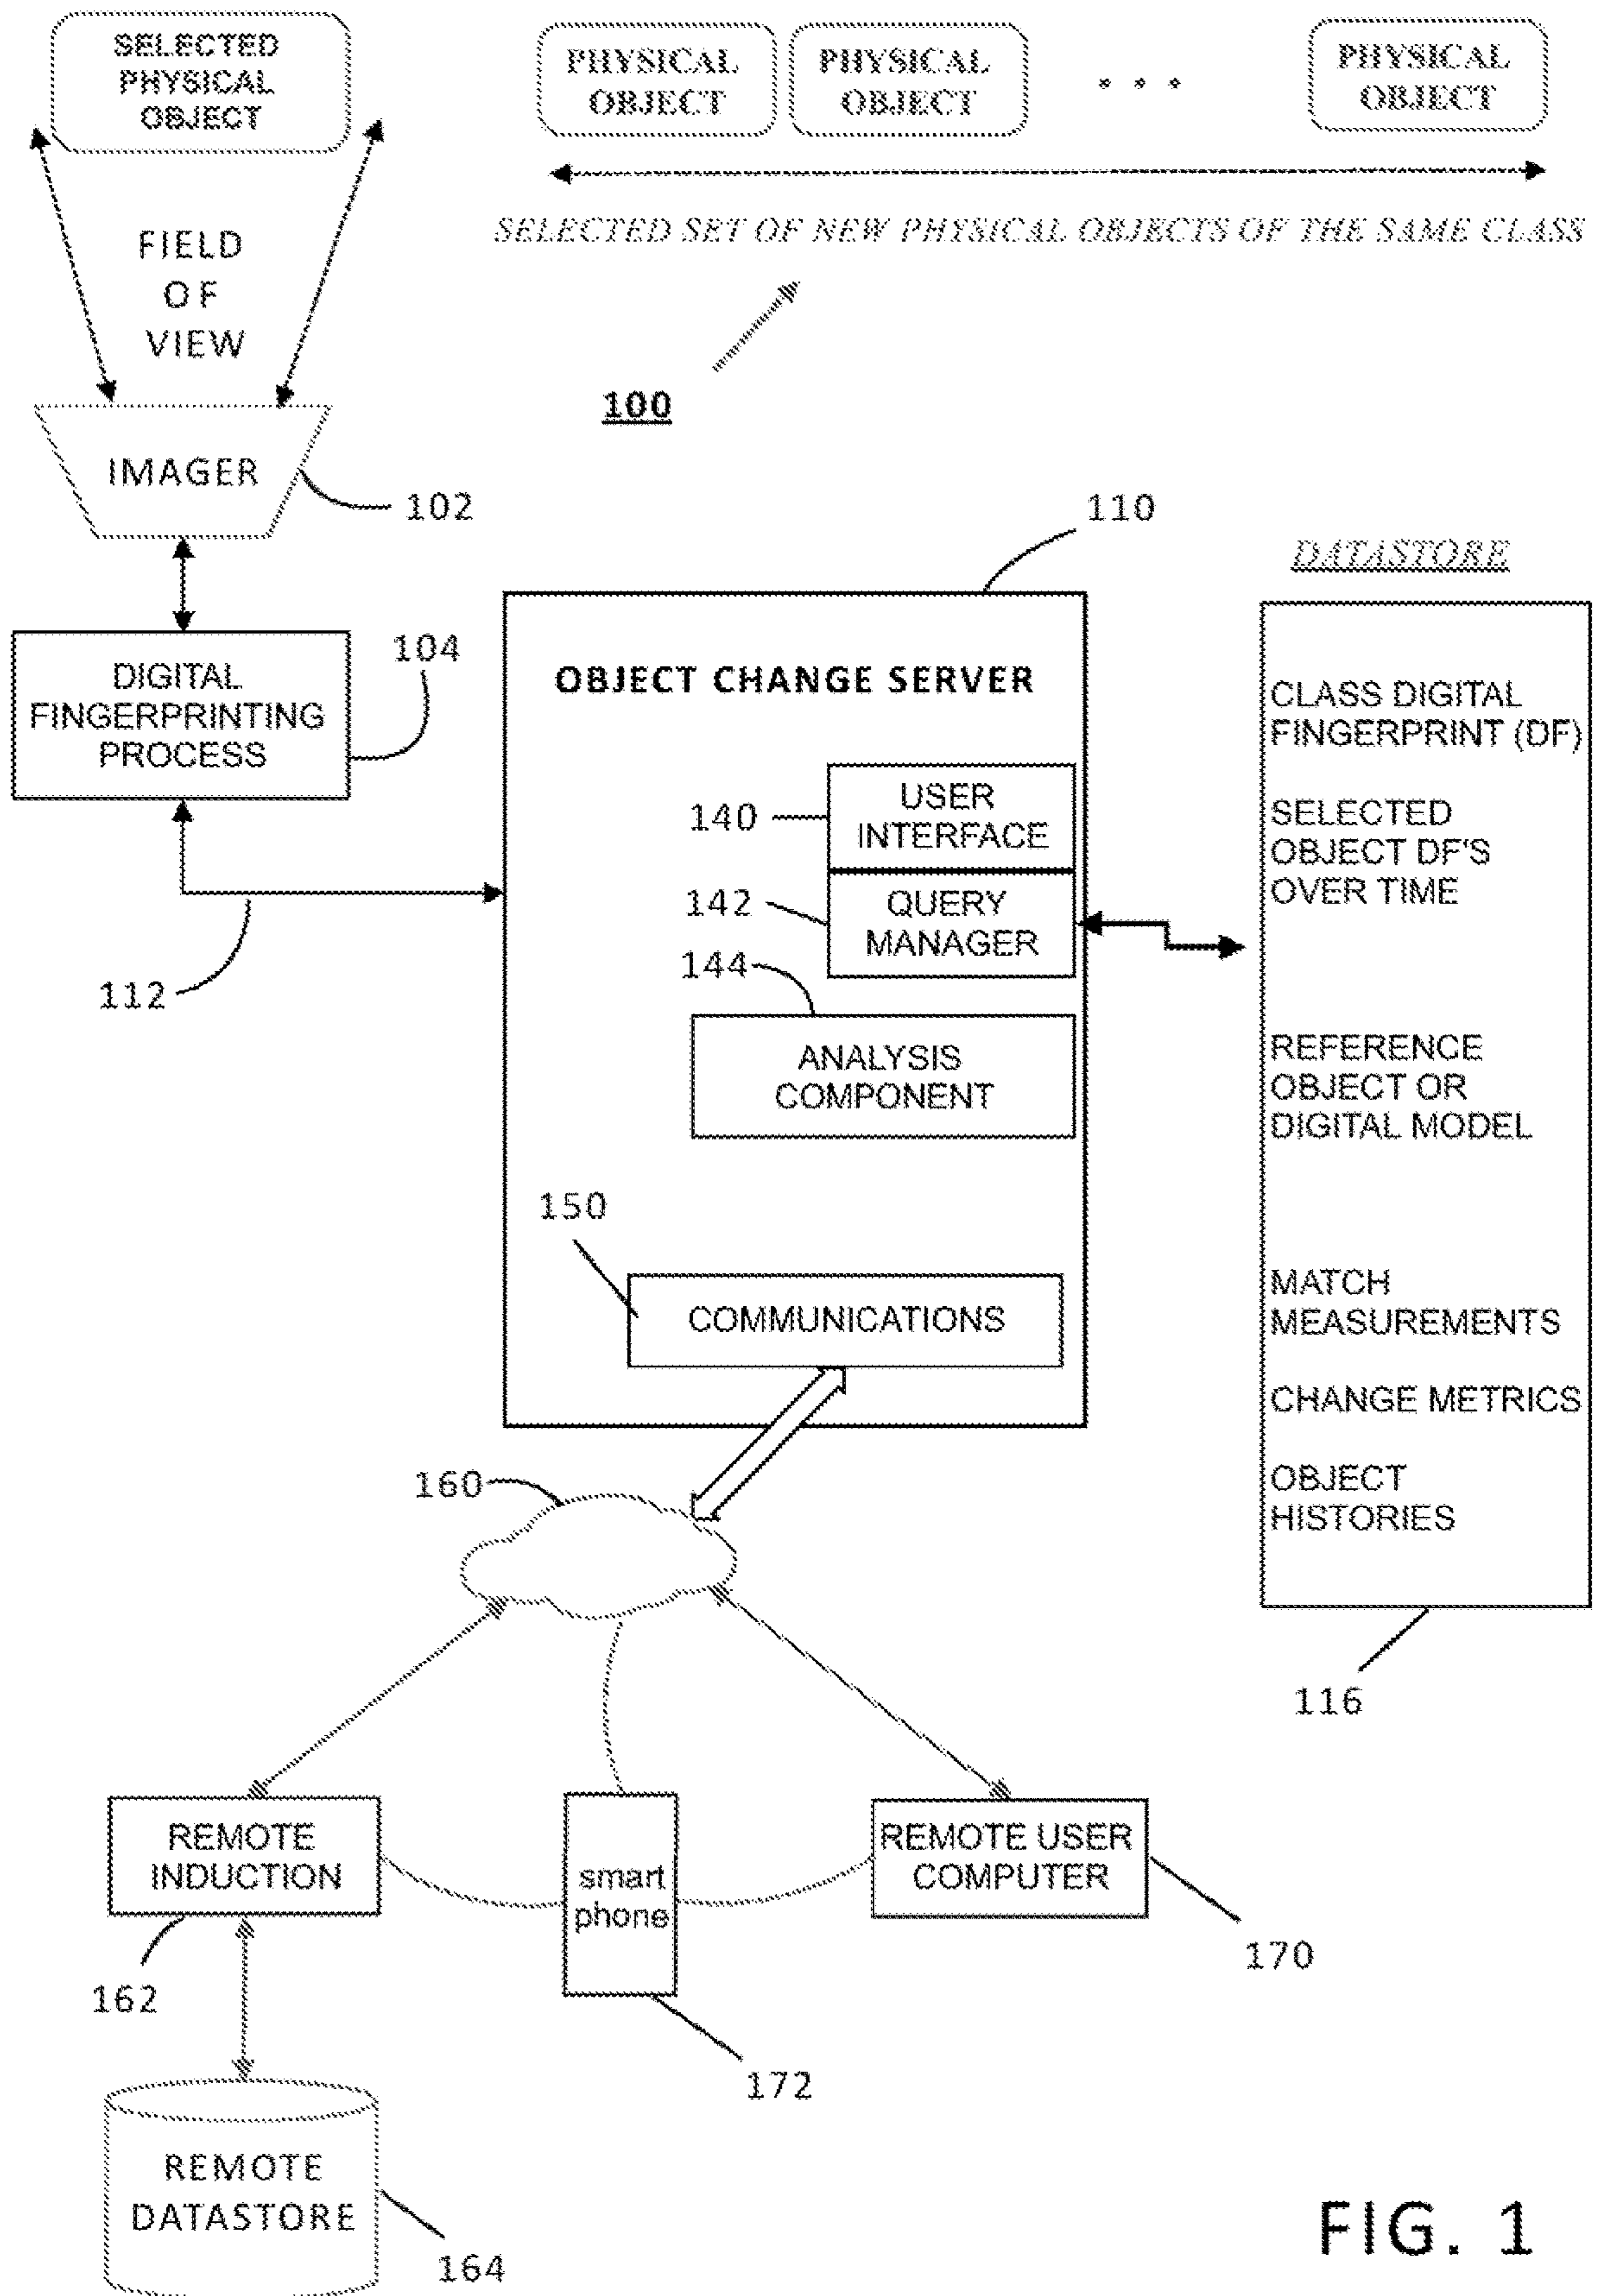 SELECTED
PHYSICAL
OBJECT
PHYSICAL
OBJECT
PHYSICAL
OBJECT
• • •
PHYSICAL
OBJECT
SELECTED SET OF NEW PHYSICAL OBJECTS OF THE SAME CLASS
FIELD
OF
VIEW
100
IMAGER
102
110
DATASTORE
104
DIGITAL
FINGERPRINTING
PROCESS
112
OBJECT CHANGE SERVER
140
USER
INTERFACE
142
QUERY
MANAGER
144
ANALYSIS
COMPONENT
150
COMMUNICATIONS
CLASS DIGITAL
FINGERPRINT (DF)
SELECTED
OBJECT DF'S
OVER TIME
REFERENCE
OBJECT OR
DIGITAL MODEL
MATCH
MEASUREMENTS
CHANGE METRICS
OBJECT
HISTORIES
116
160
REMOTE
INDUCTION
162
smart
phone
172
REMOTE USER
COMPUTER
170
REMOTE
DATASTORE
164
FIG. 1